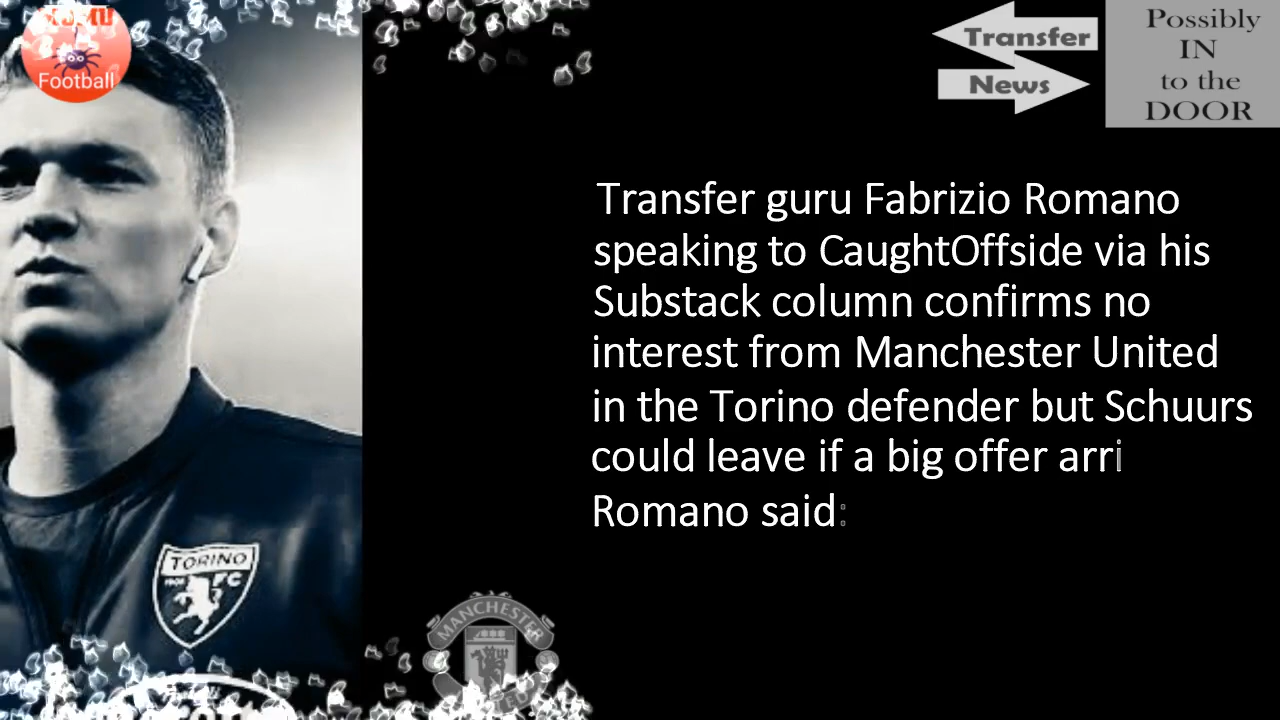 Football
Transfer
News
Possibly
IN
to the
DOOR
Transfer guru Fabrizio Romano
speaking to CaughtOffside via his
Substack column confirms no
interest from Manchester United
in the Torino defender but Schuurs
could leave if a big offer arri
Romano said:
TORINO
1906 FC
MANCHESTER